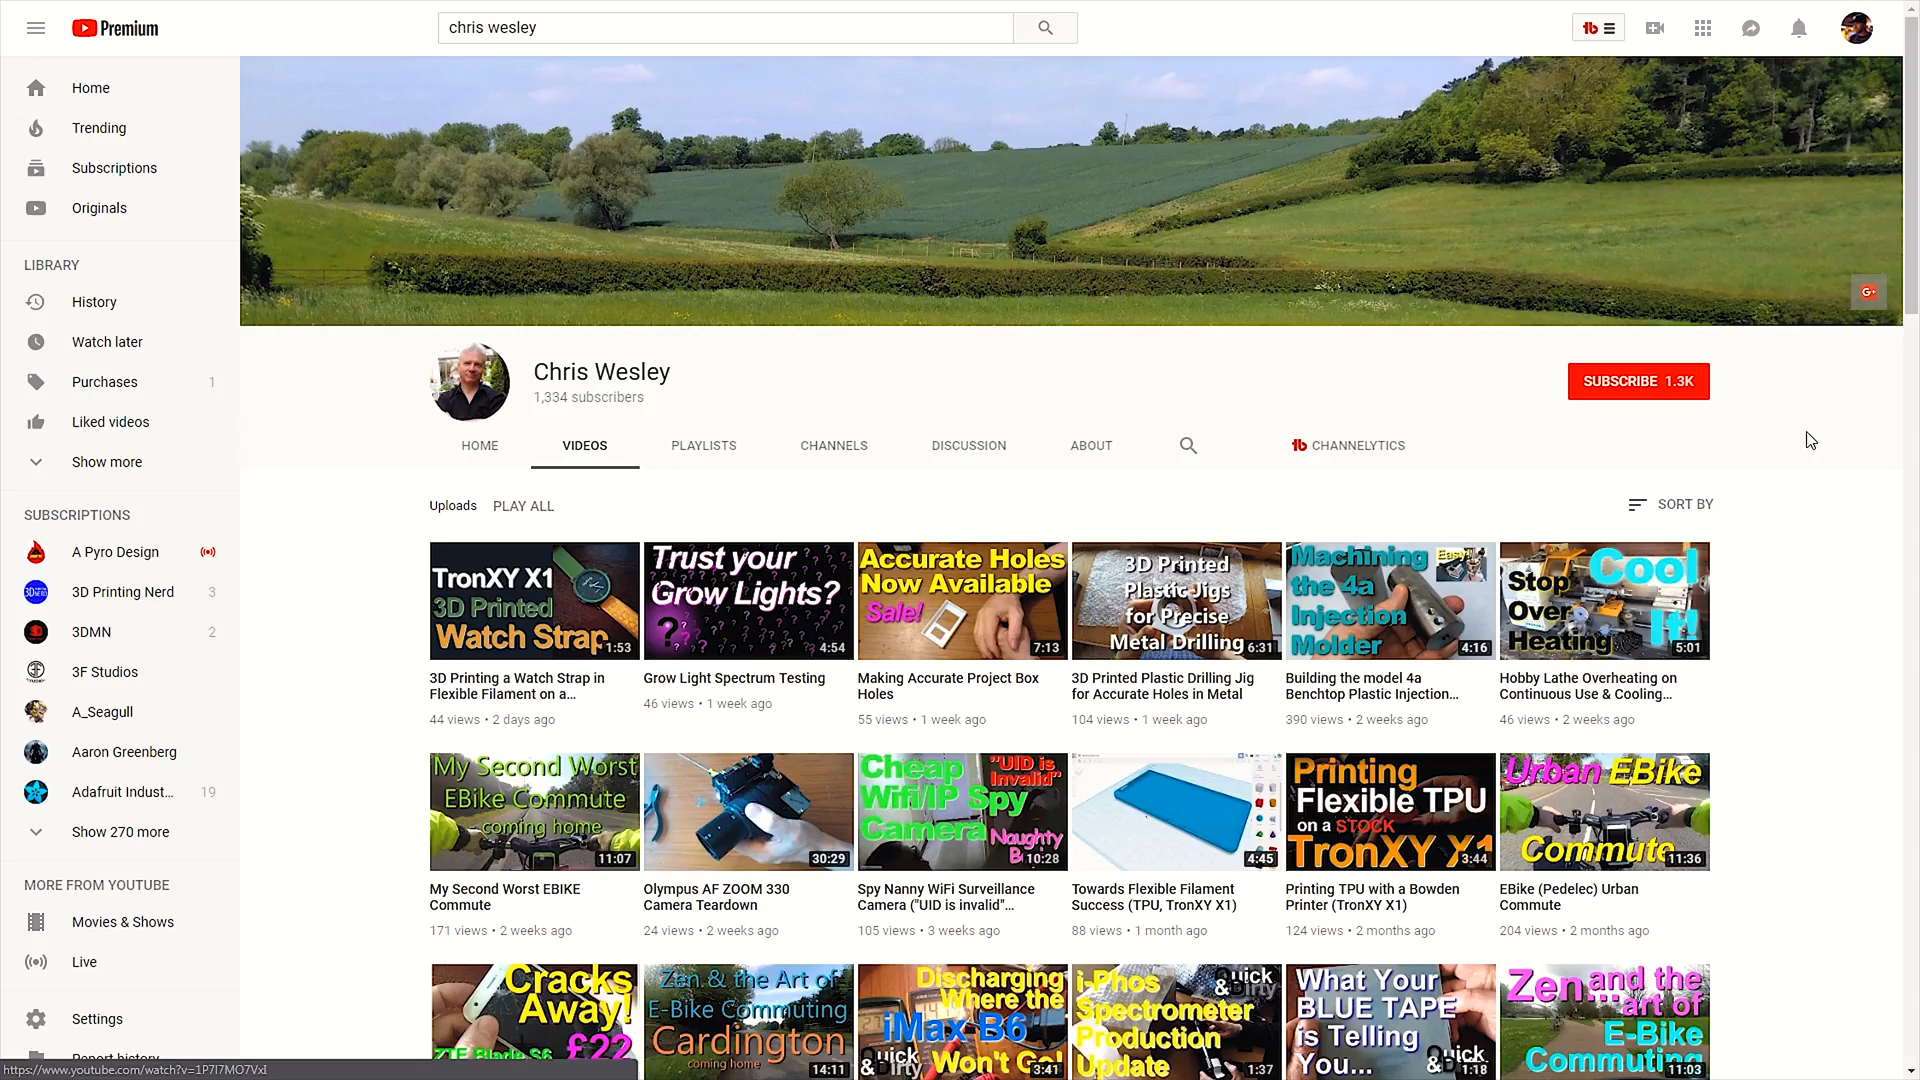 Premium
chris wesley
Home
Trending
Subscriptions
Originals
LIBRARY
History
Watch later
Purchases 1
Liked videos
Show more
SUBSCRIPTIONS
A Pyro Design
3D Printing Nerd 3
3DMN 2
3F Studios
A_Seagull
Aaron Greenberg
Adafruit Indust... 19
Show 270 more
MORE FROM YOUTUBE
Movies & Shows
Live
Settings
Report history
https://www.youtube.com/watch?v=1P7I7MO7VxI
G+
Chris Wesley
1,334 subscribers
SUBSCRIBE 1.3K
HOME VIDEOS PLAYLISTS CHANNELS DISCUSSION ABOUT CHANNELYTICS
Uploads PLAY ALL SORT BY
TronXY X1
3D Printed
Watch Strap
1:53
Trust your
Grow Lights?
?
4:54
Accurate Holes
Now Available
Sale!
7:13
3D Printed
Plastic Jigs
for Precise
Metal Drilling
6:31
Machining
the 4a
Injection
Molder
Easy!
4:16
Stop
Over
Heating
Cool
It!
5:01
3D Printing a Watch Strap in
Flexible Filament on a...
44 views • 2 days ago
Grow Light Spectrum Testing
46 views • 1 week ago
Making Accurate Project Box
Holes
55 views • 1 week ago
3D Printed Plastic Drilling Jig
for Accurate Holes in Metal
104 views • 1 week ago
Building the model 4a
Benchtop Plastic Injection...
390 views • 2 weeks ago
Hobby Lathe Overheating on
Continuous Use & Cooling...
46 views • 2 weeks ago
My Second Worst
EBike Commute
coming home
11:07
30:29
Cheap
Wifi/IP Spy
Camera
"UID is
Invalid"
Naughty
10:28
4:45
Printing
Flexible TPU
on a STOCK
TronXY X1
3:44
Urban EBike
Commute
11:36
My Second Worst EBIKE
Commute
171 views • 2 weeks ago
Olympus AF ZOOM 330
Camera Teardown
24 views • 2 weeks ago
Spy Nanny WiFi Surveillance
Camera ("UID is invalid"...
105 views • 3 weeks ago
Towards Flexible Filament
Success (TPU, TronXY X1)
88 views • 1 month ago
Printing TPU with a Bowden
Printer (TronXY X1)
124 views • 2 months ago
EBike (Pedelec) Urban
Commute
204 views • 2 months ago
Cracks
Away!
ZTE Blade S6 £22
Zen & the Art of
E-Bike Commuting
Cardington
coming home
14:11
Discharging
Where the
iMax B6
Won't Go!
Quick
&
3:41
i-Phos
Spectrometer
Production
Update
Quick
& Dirty
1:37
What Your
BLUE TAPE
is Telling
You...
Quick
&
1:18
Zen...and the
art of
E-Bike
Commuting
11:03